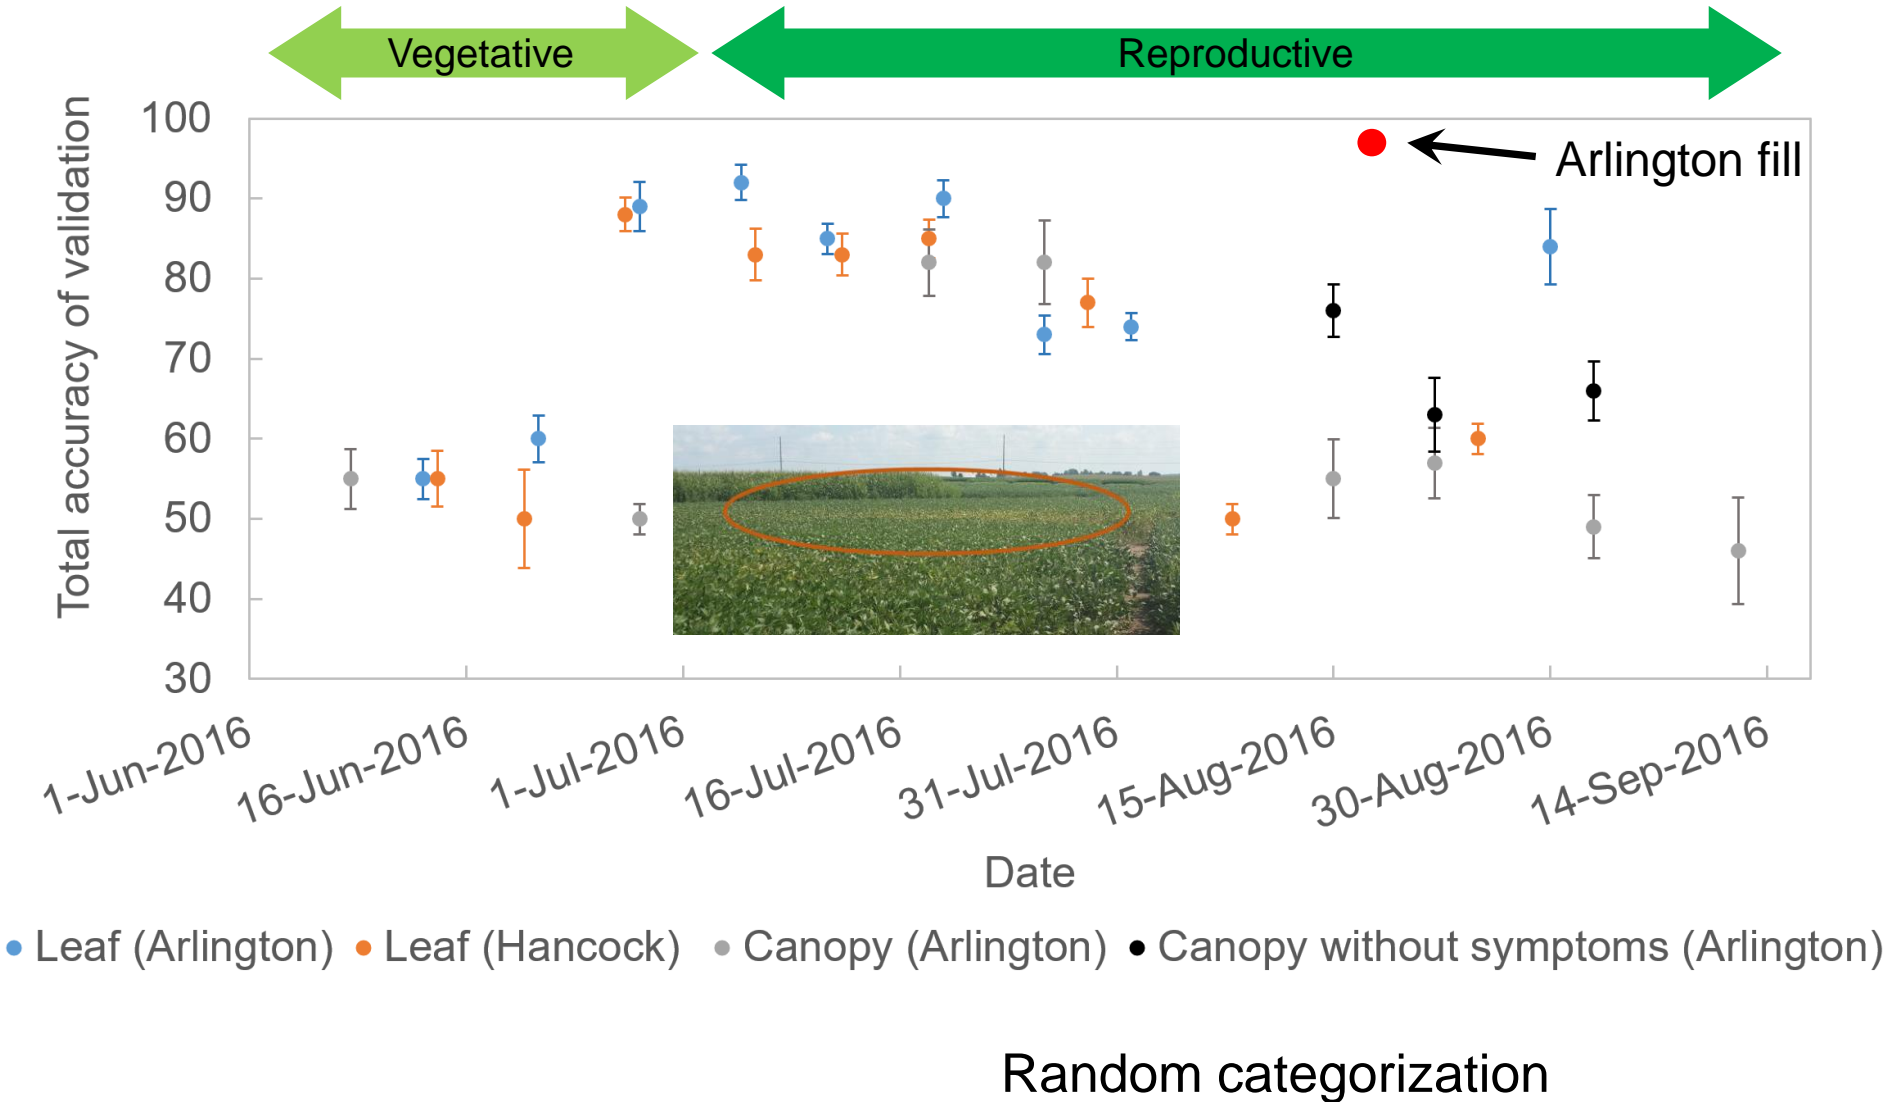 Vegetative
Reproductive
Total accuracy of validation
100
90
80
70
60
50
40
30
Arlington fill
1-Jun-2016
16-Jun-2016
1-Jul-2016
16-Jul-2016
31-Jul-2016
15-Aug-2016
30-Aug-2016
14-Sep-2016
Date
Leaf (Arlington) Leaf (Hancock) Canopy (Arlington) Canopy without symptoms (Arlington)
Random categorization